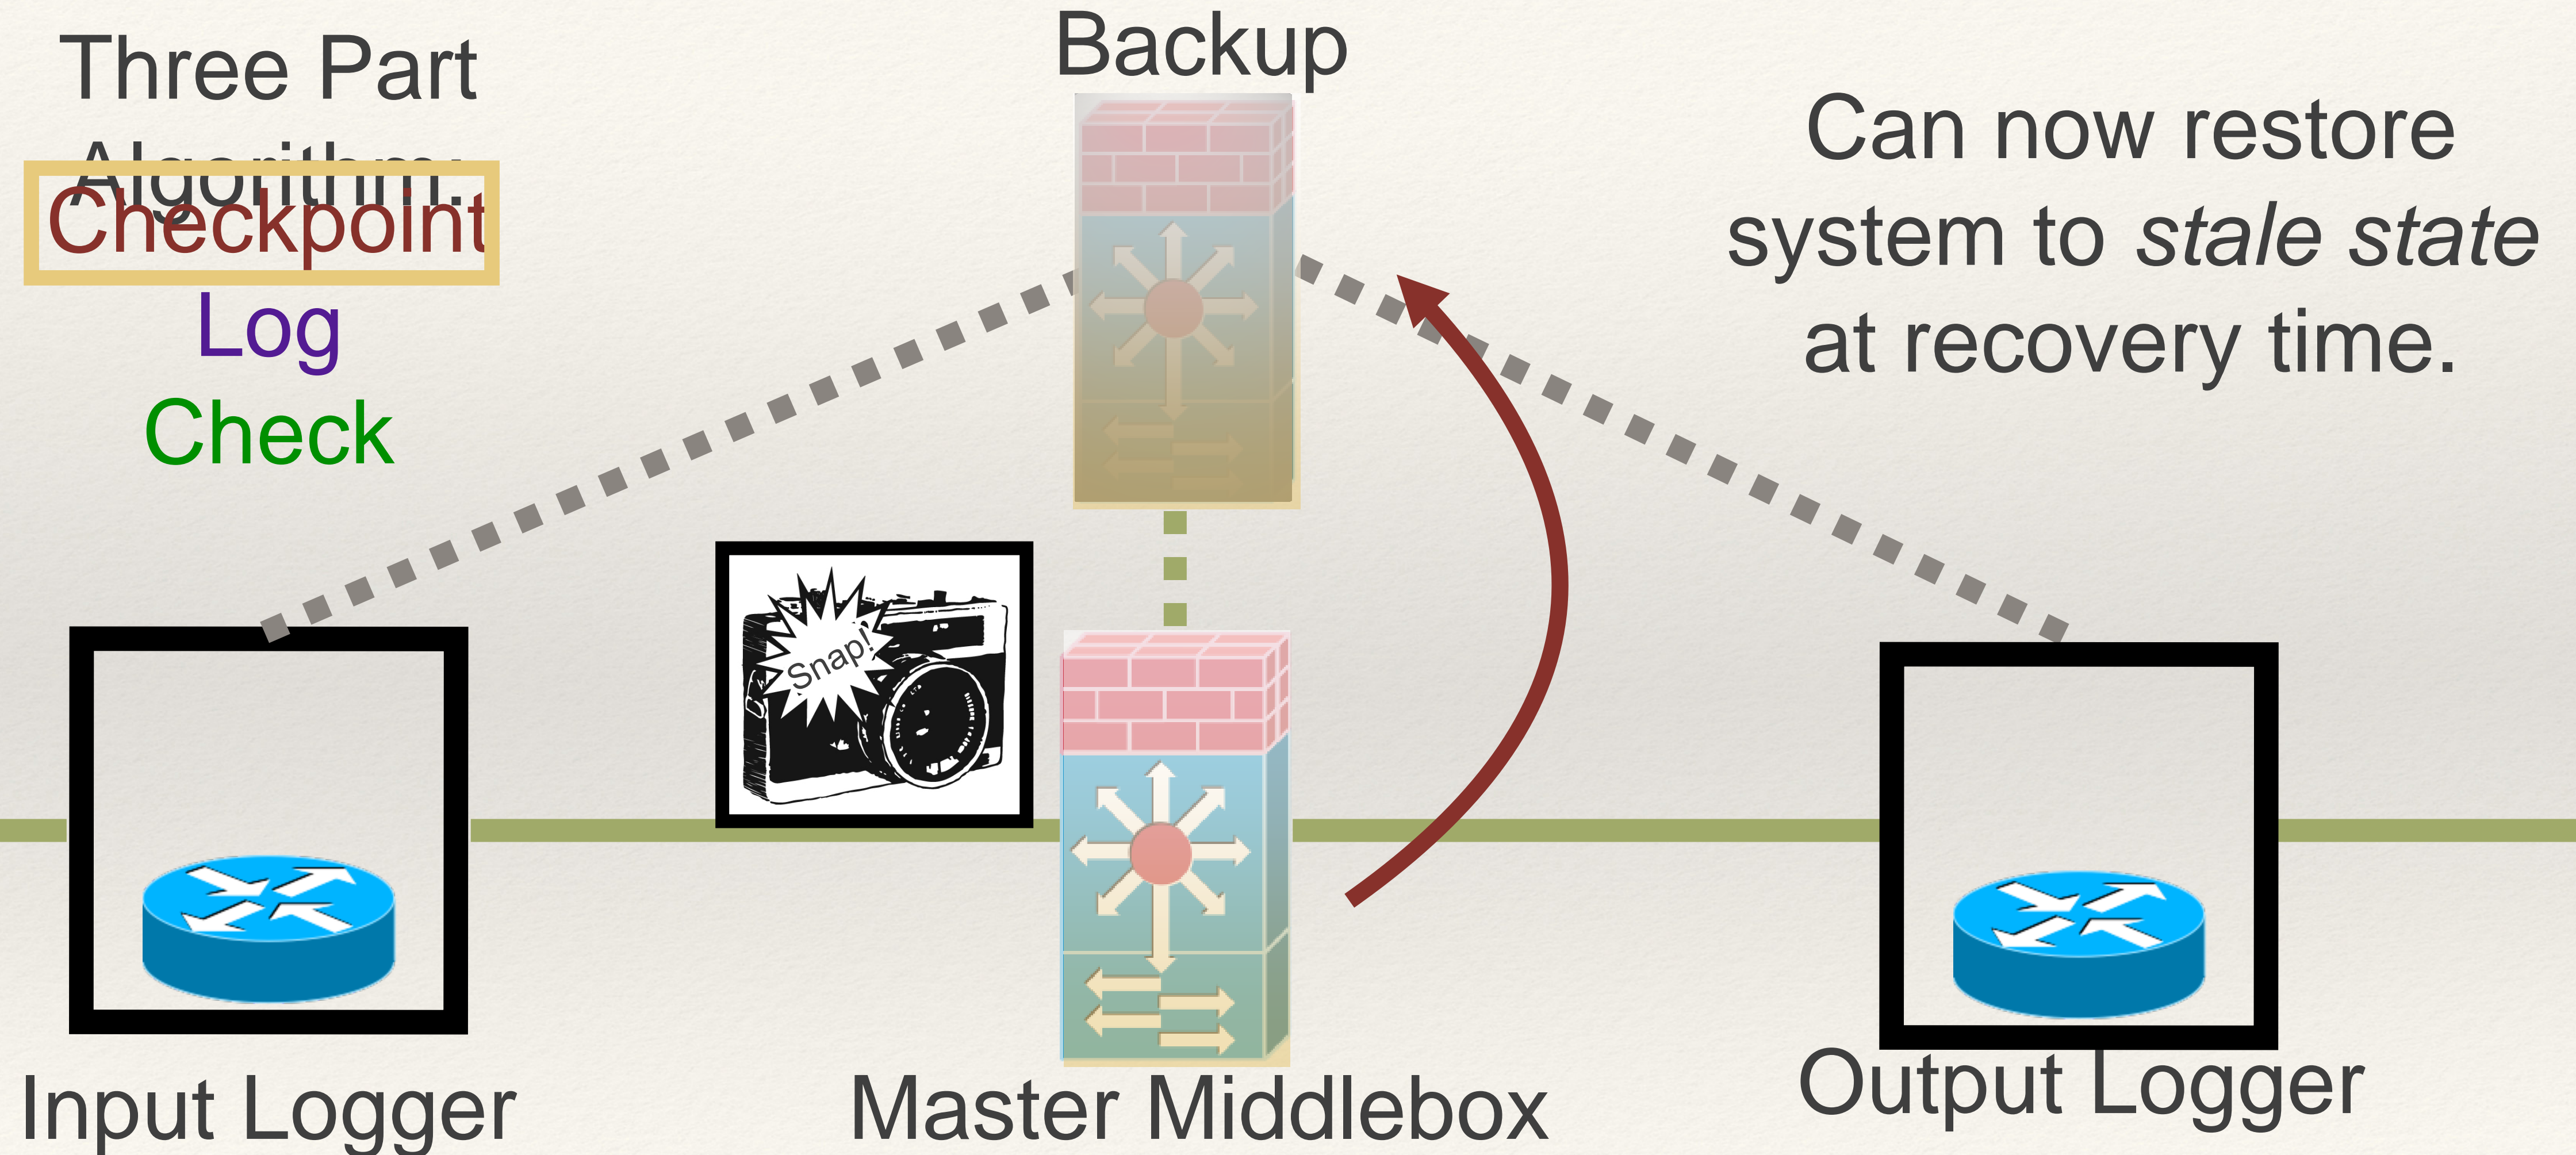 Three Part
Algorithm:
Checkpoint
Log
Check
Backup
Can now restore
system to stale state
at recovery time.
Snap!
Input Logger
Master Middlebox
Output Logger